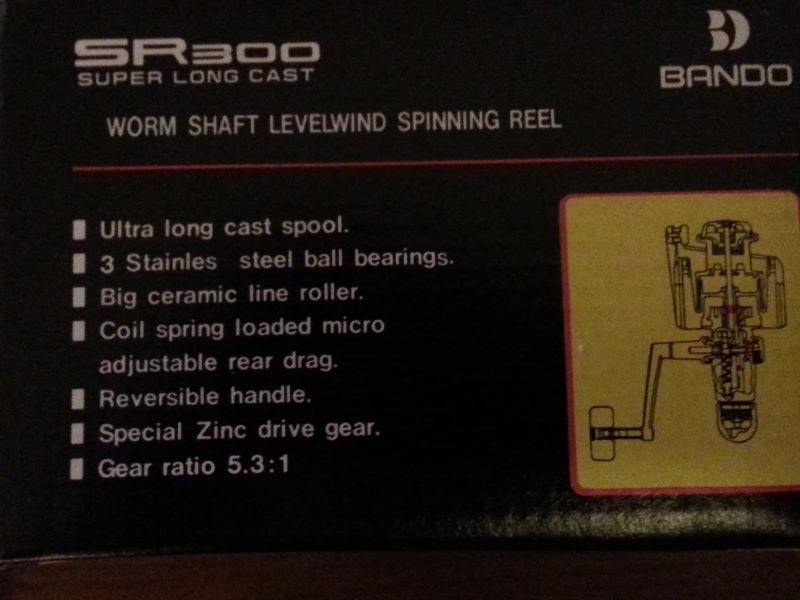 SR300
SUPER LONG CAST
BANDO
WORM SHAFT LEVELWIND SPINNING REEL
Ultra long cast spool.
3 Stainles steel ball bearings.
Big ceramic line roller.
Coil spring loaded micro
adjustable rear drag.
Reversible handle.
Special Zinc drive gear.
Gear ratio 5.3:1